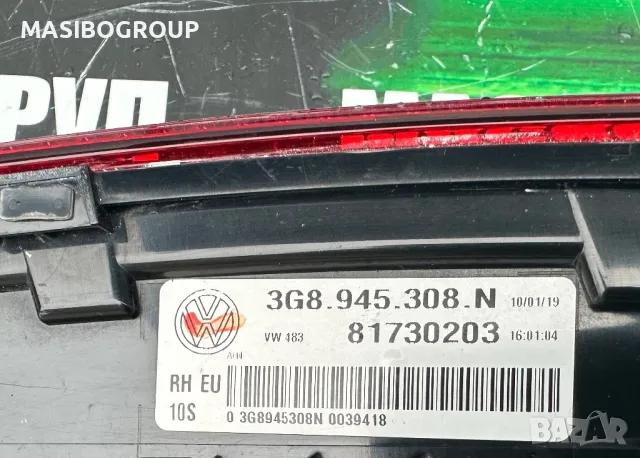 MASIBOGROUP
РУП
3G8.945.308.N 10/01/19
VW 483 81730203 16:01:04
RH EU
10S
0 3G8945308N 0039418
BAZAR